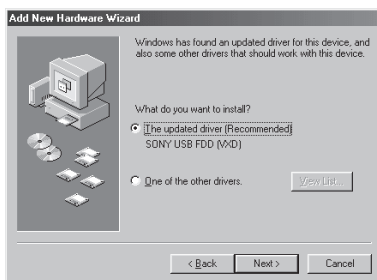 Add New Hardware Wizard
Windows has found an updated driver for this device, and
also some other drivers that should work with this device.
What do you want to install?
The updated driver (Recommended)
SONY USB FDD (VXD)
One of the other drivers.
View List...
< Back
Next >
Cancel